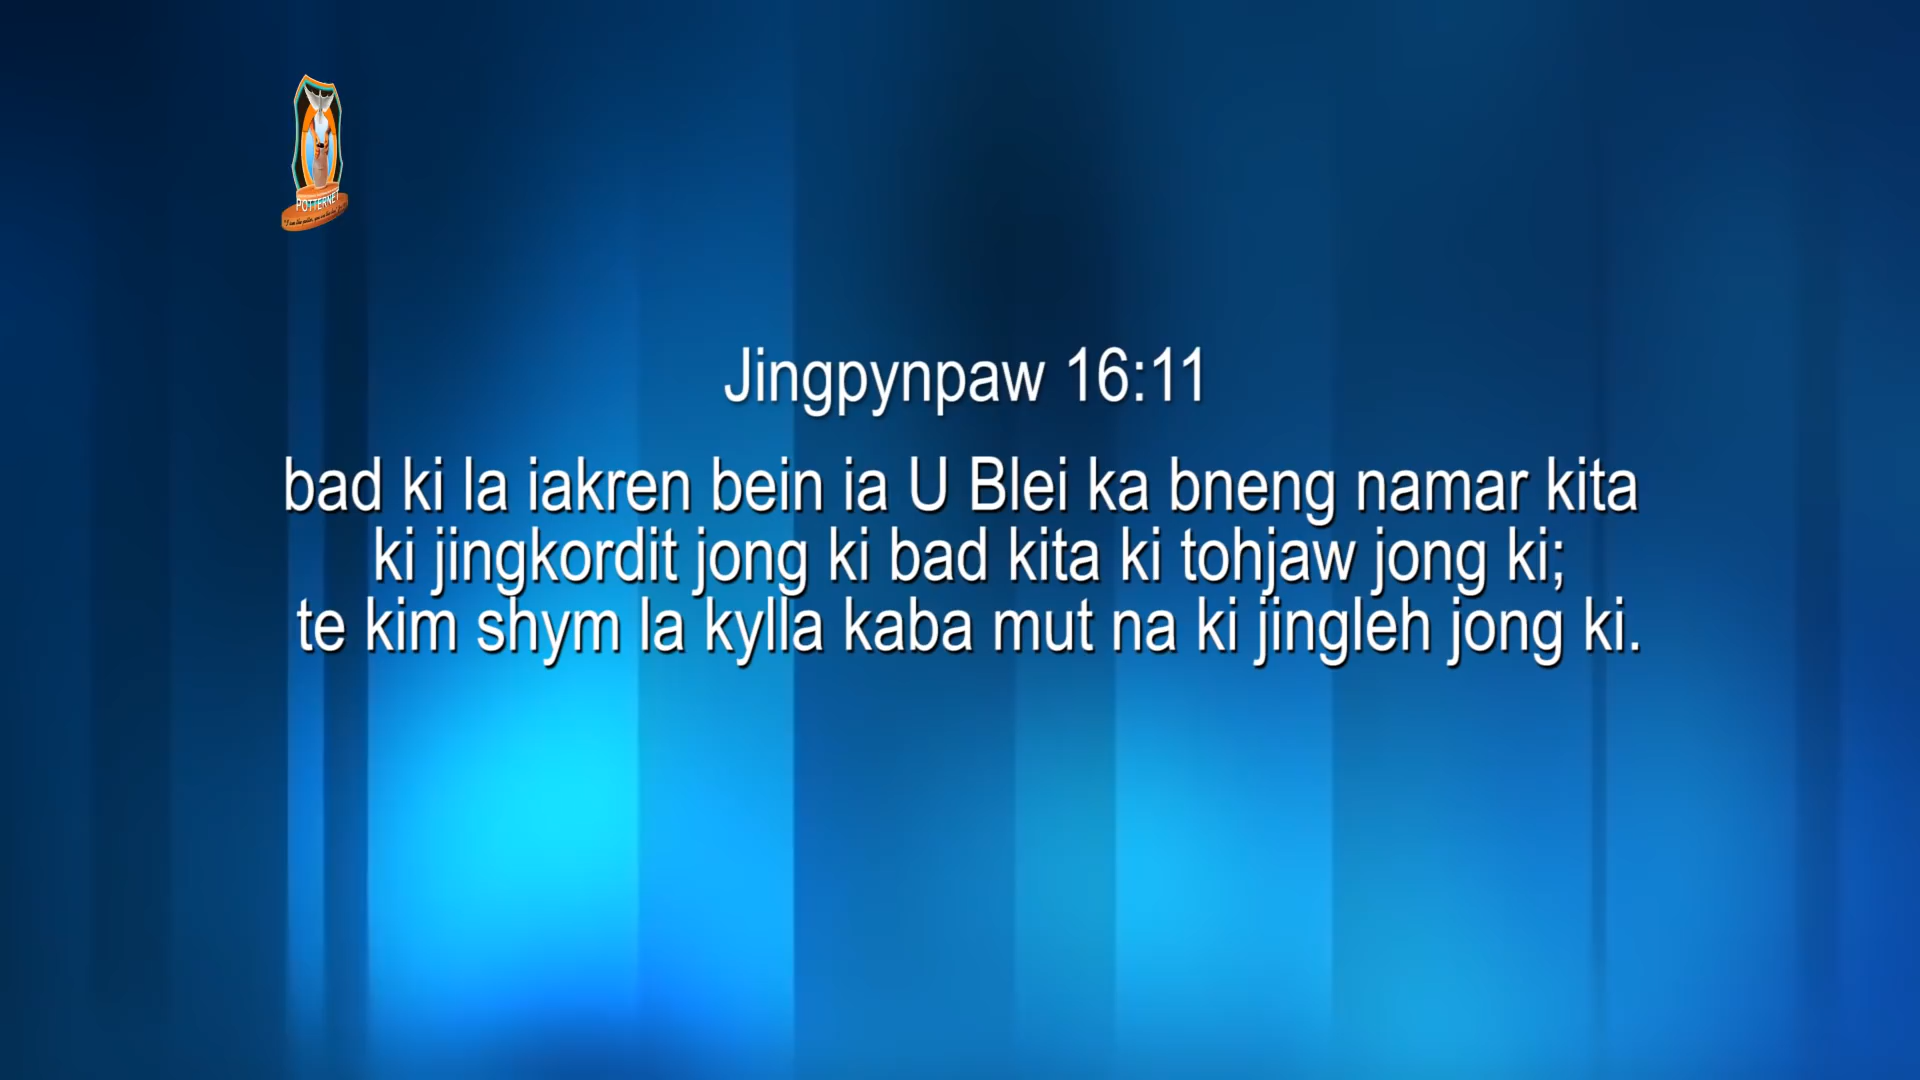 POTTERNET
Jingpynpaw 16:11
bad ki la iakren bein ia U Blei ka bneng namar kita
ki jingkordit jong ki bad kita ki tohjaw jong ki;
te kim shym la kylla kaba mut na ki jingleh jong ki.